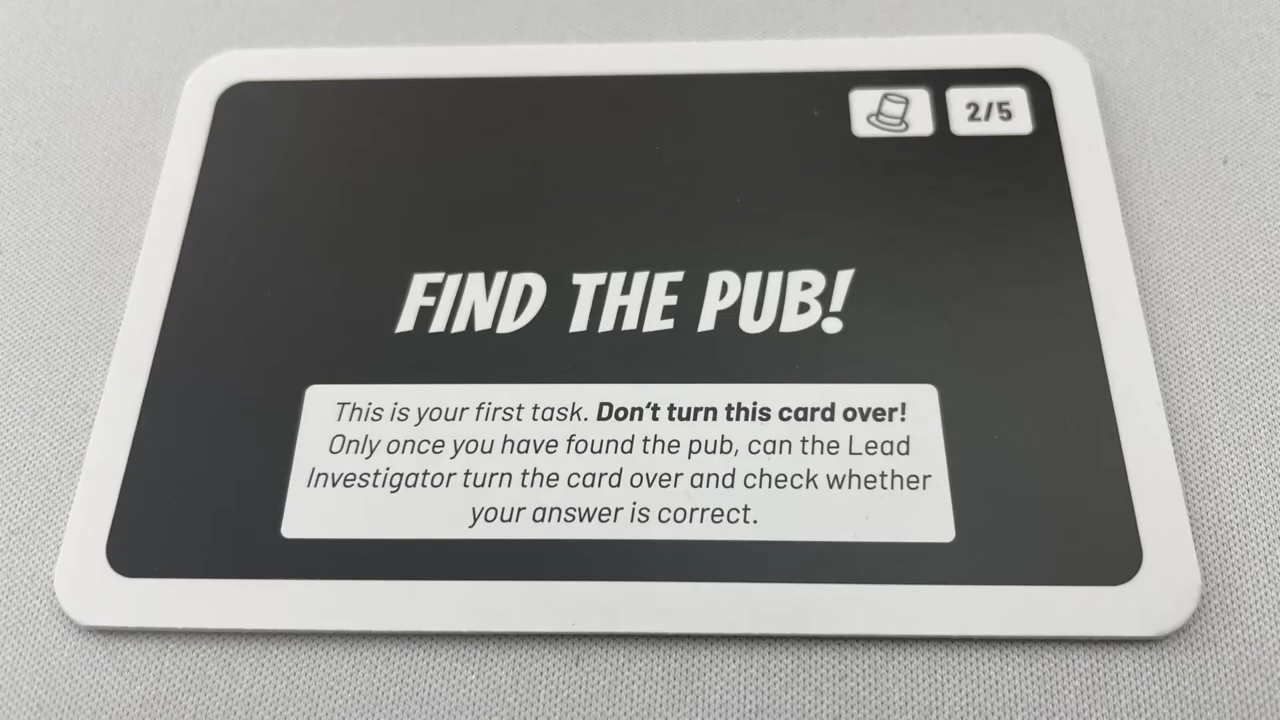 2/5
FIND THE PUB!
This is your first task. Don't turn this card over!
Only once you have found the pub, can the Lead
Investigator turn the card over and check whether
your answer is correct.